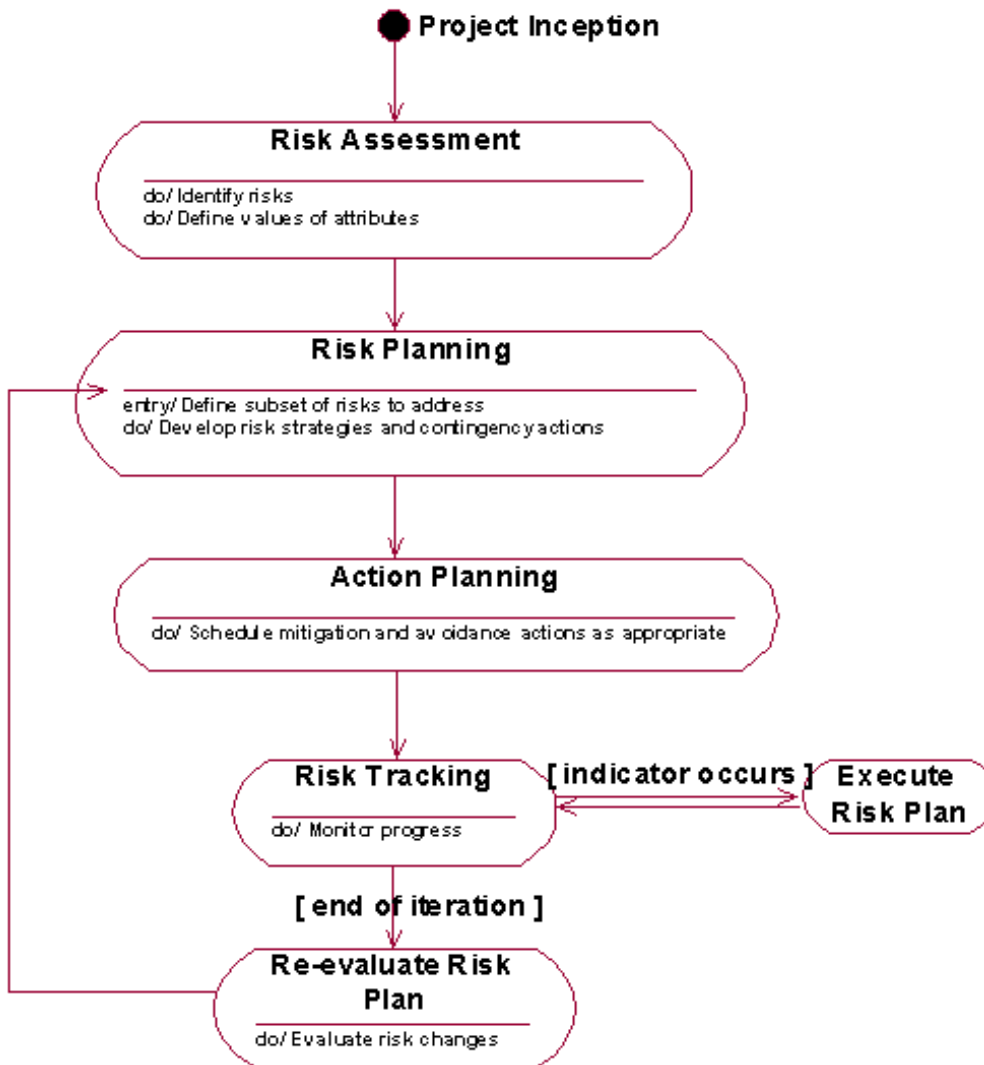 Project Inception
Risk Assessment
do/ Identify risks
do/ Define values of attributes
Risk Planning
entry/ Define subset of risks to address
do/ Develop risk strategies and contingency actions
Action Planning
do/ Schedule mitigation and avoidance actions as appropriate
Risk Tracking
do/ Monitor progress
[ indicator occurs ]
Execute
Risk Plan
[ end of iteration ]
Re-evaluate Risk
Plan
do/ Evaluate risk changes